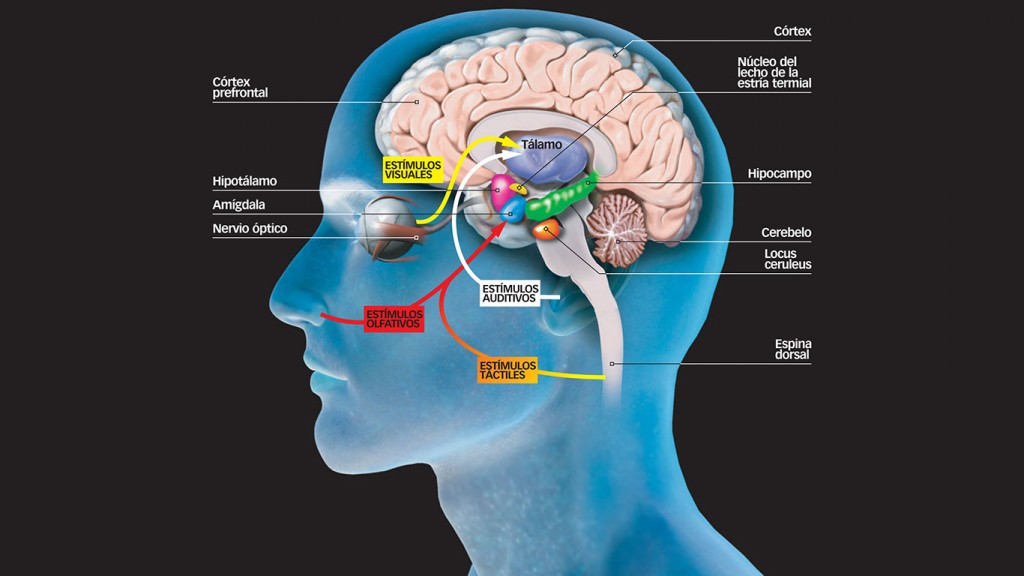 Córtex
prefrontal
Hipotálamo
Amígdala
Nervio óptico
ESTÍMULOS
VISUALES
Tálamo
ESTÍMULOS
AUDITIVOS
ESTÍMULOS
OLFATIVOS
ESTÍMULOS
TÁCTILES
Córtex
Núcleo del
lecho de la
estría termial
Hipocampo
Cerebelo
Locus
ceruleus
Espina
dorsal